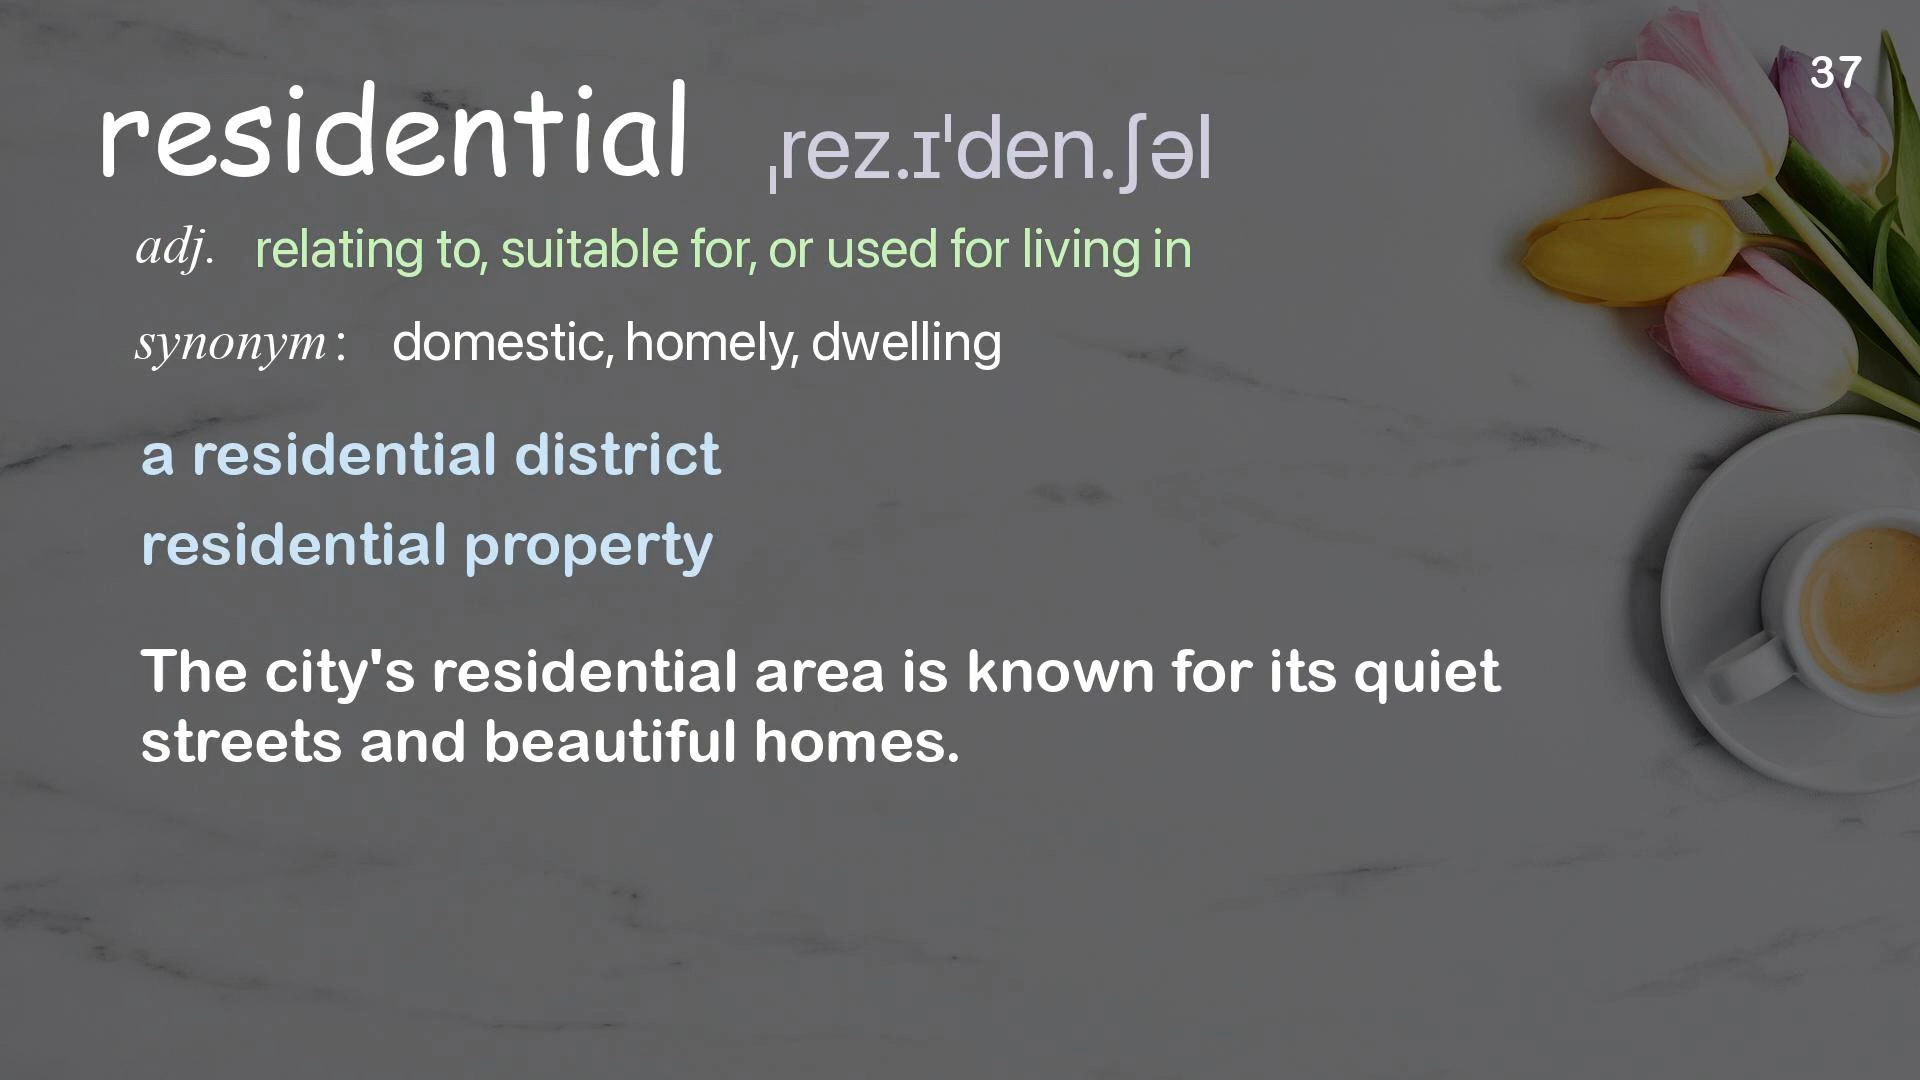 37
residential ˌrez.ɪˈden.ʃəl
adj. relating to, suitable for, or used for living in
synonym: domestic, homely, dwelling
a residential district
residential property
The city's residential area is known for its quiet
streets and beautiful homes.